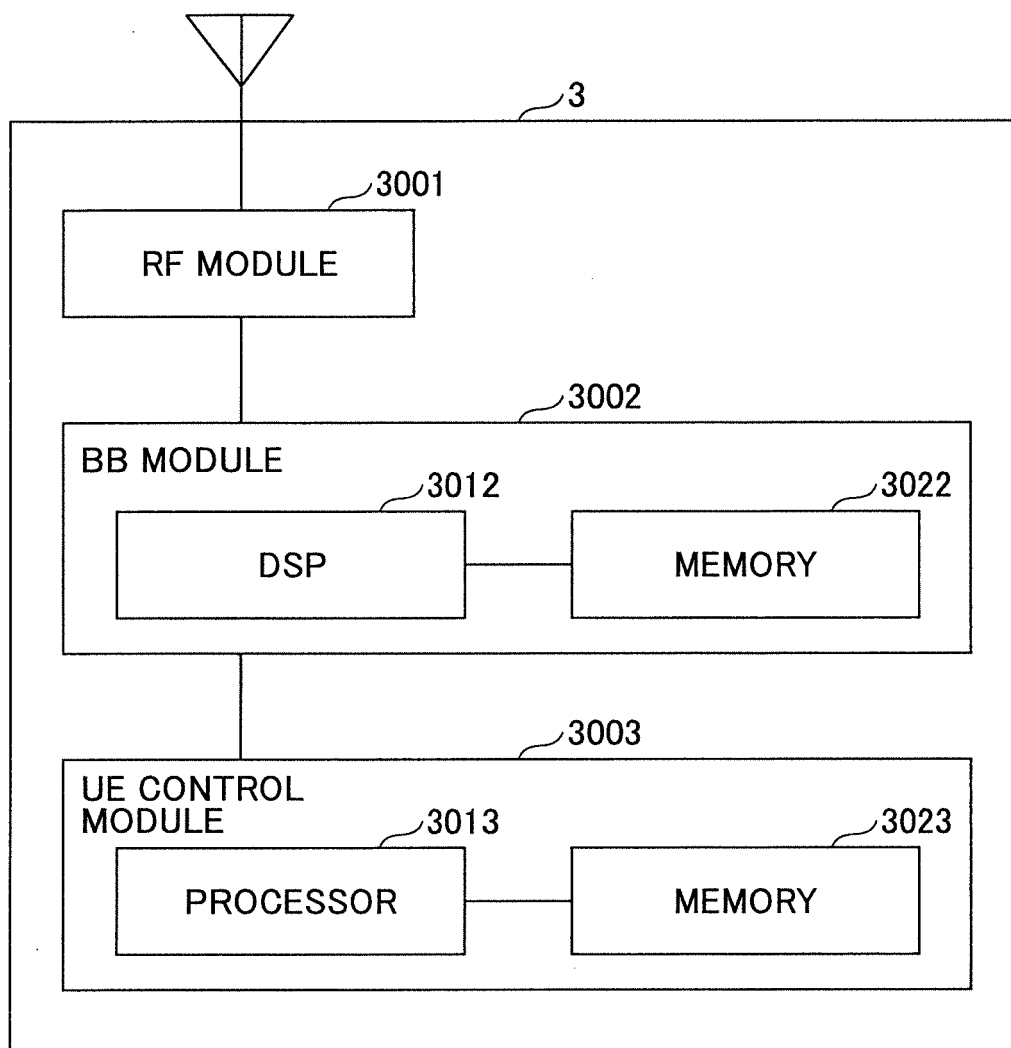 3
3001
RF MODULE
3002
BB MODULE
3012
3022
DSP
MEMORY
3003
UE CONTROL
MODULE
3013
3023
PROCESSOR
MEMORY